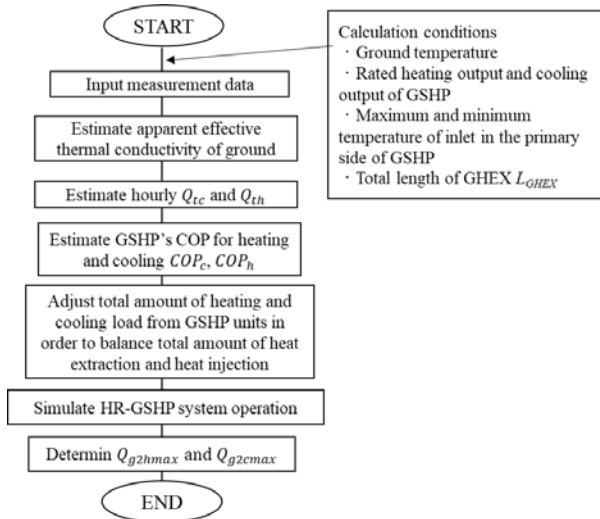 START
Calculation conditions
· Ground temperature
· Rated heating output and cooling
output of GSHP
· Maximum and minimum
temperature of inlet in the primary
side of GSHP
· Total length of GHEX L_GHEX
Input measurement data
Estimate apparent effective
thermal conductivity of ground
Estimate hourly Q_tc and Q_th
Estimate GSHP's COP for heating
and cooling COP_c, COP_h
Adjust total amount of heating and
cooling load from GSHP units in
order to balance total amount of heat
extraction and heat injection
Simulate HR-GSHP system operation
Determin Q_g2hmax and Q_g2cmax
END